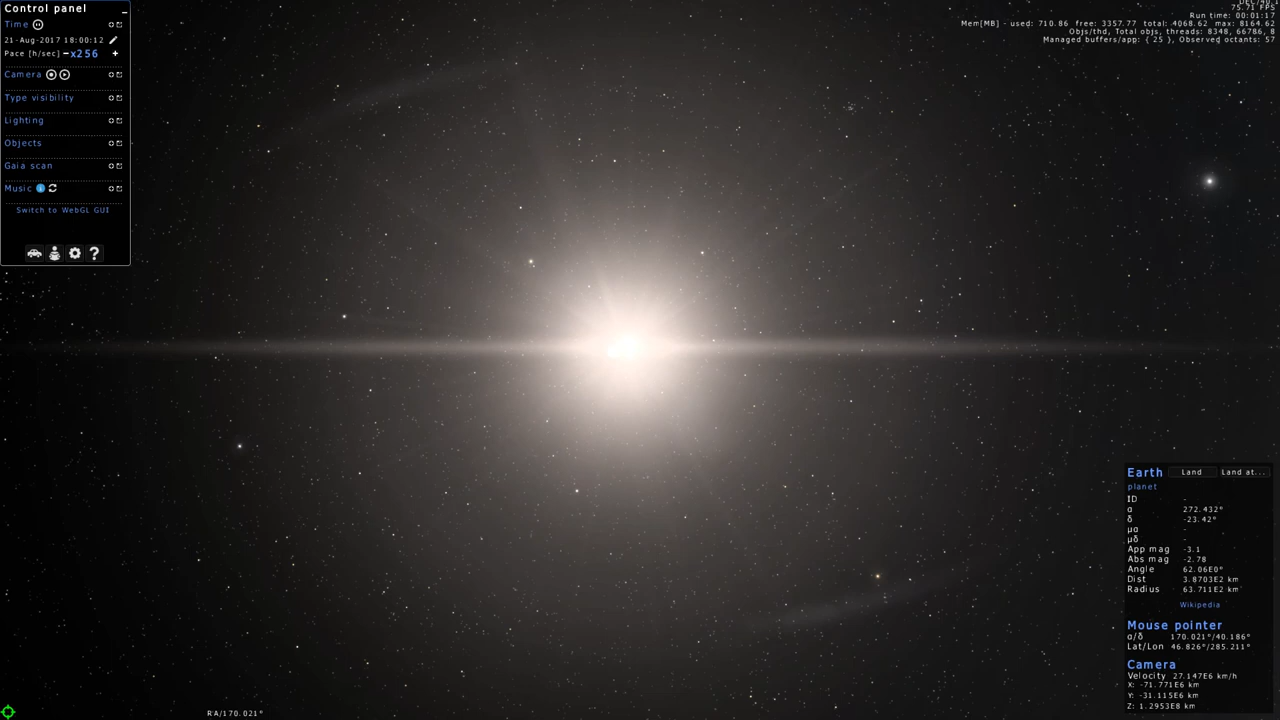 Control panel
Time
21-Aug-2017 18:00:12
Pace [h/sec] - x256 +
Camera
Type visibility
Lighting
Objects
Gaia scan
Music
Switch to WebGL GUI
75.71 FPS
Run time: 00:01:17
Mem[MB] - used: 710.86 free: 3357.77 total: 4068.62 max: 8164.62
Objs/thd, Total objs, threads: 8348, 66786, 8
Managed buffers/app: { 25 }, Observed octants: 57
Earth Land Land at...
planet
ID -
α 272.432°
δ -23.42°
μα -
μδ -
App mag -3.1
Abs mag -2.78
Angle 62.06E0°
Dist 3.8703E2 km
Radius 63.711E2 km
Wikipedia
Mouse pointer
α/δ 170.021°/40.186°
Lat/Lon 46.826°/285.211°
Camera
Velocity 27.147E6 km/h
X: -71.771E6 km
Y: -31.115E6 km
Z: 1.2953E8 km
RA/170.021°